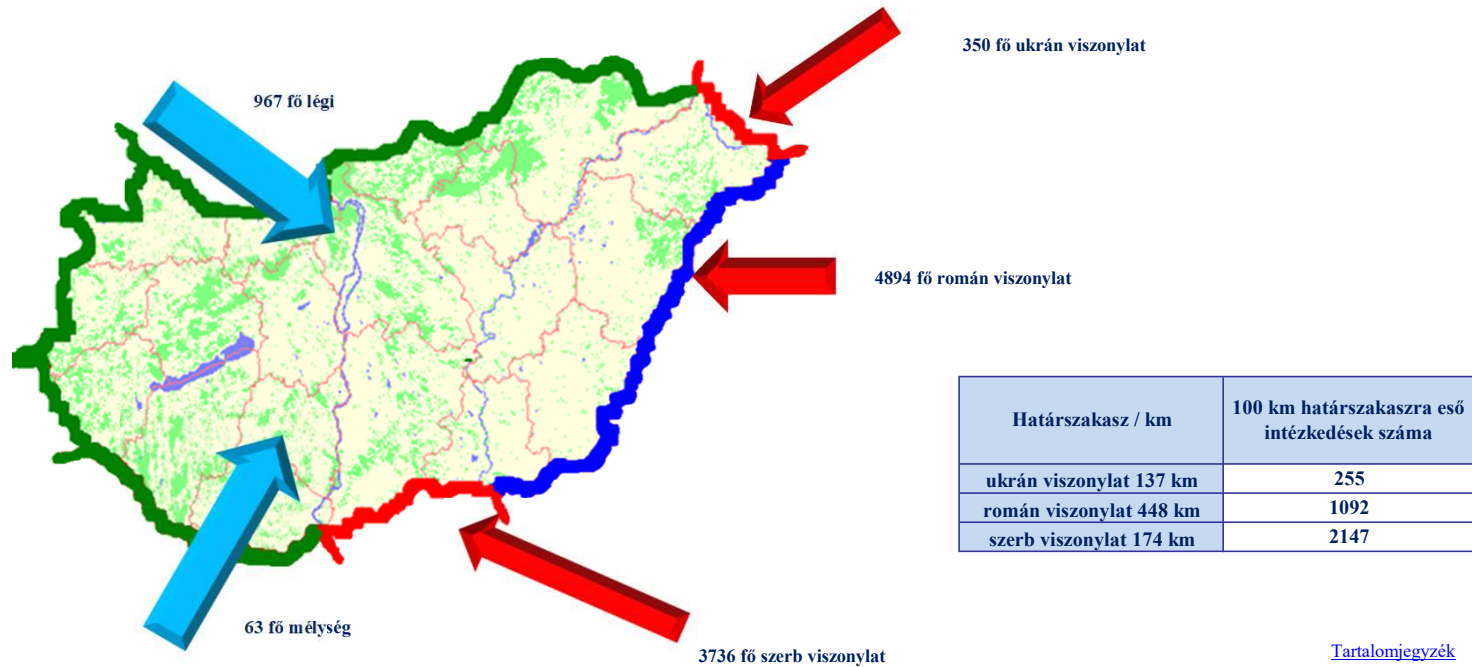 350 fő ukrán viszonylat
967 fő légi
4894 fő román viszonylat
Határszakasz / km
100 km határszakaszra eső
intézkedések száma
ukrán viszonylat 137 km
255
román viszonylat 448 km
1092
szerb viszonylat 174 km
2147
63 fő mélység
3736 fő szerb viszonylat
Tartalomjegyzék